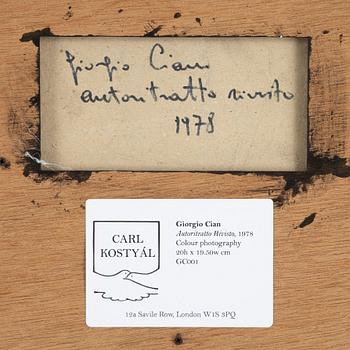 giorgio Cian
autoritratto rivisto
1978
CARL
KOSTYÁL
Giorgio Cian
Autoritratto Rivisto, 1978
Colour photography
20h x 19.50w cm
GC001
12a Savile Row, London W1S 3PQ